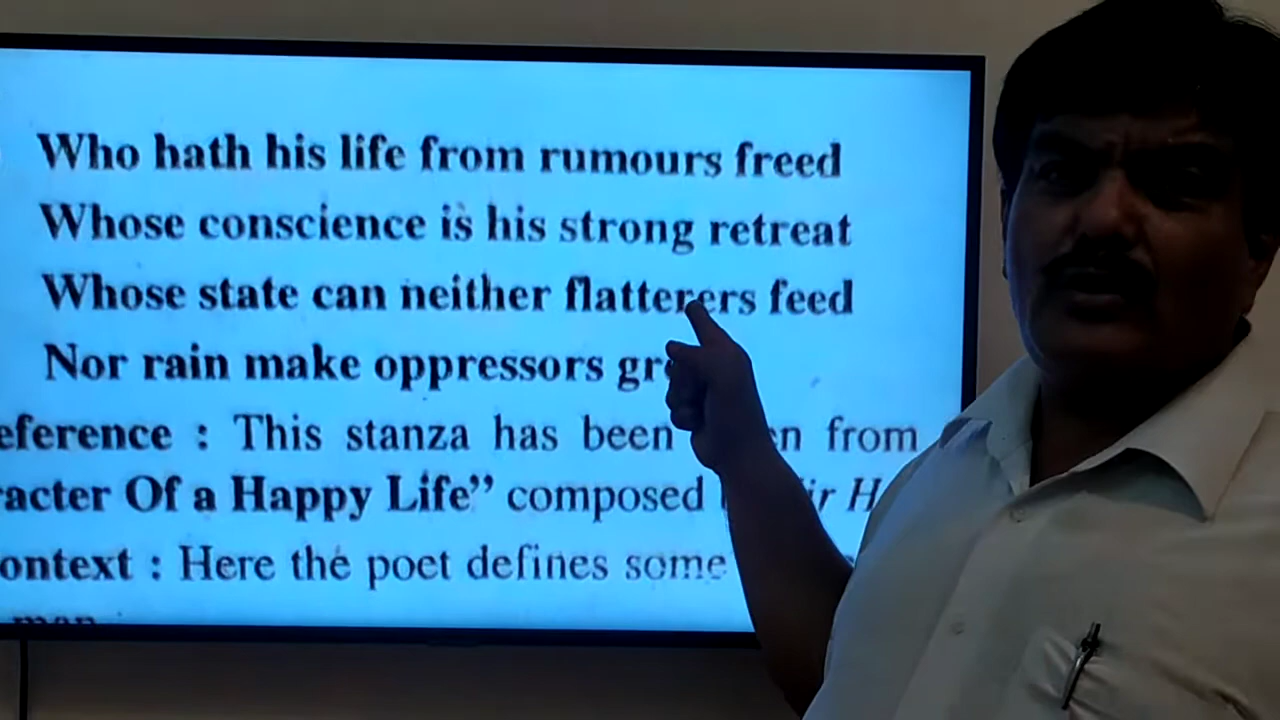 Who hath his life from rumours freed
Whose conscience is his strong retreat
Whose state can neither flatterers feed
Nor rain make oppressors gr
eference : This stanza has been en from
acter Of a Happy Life” composed ir H
ontext : Here the poet defines some
man